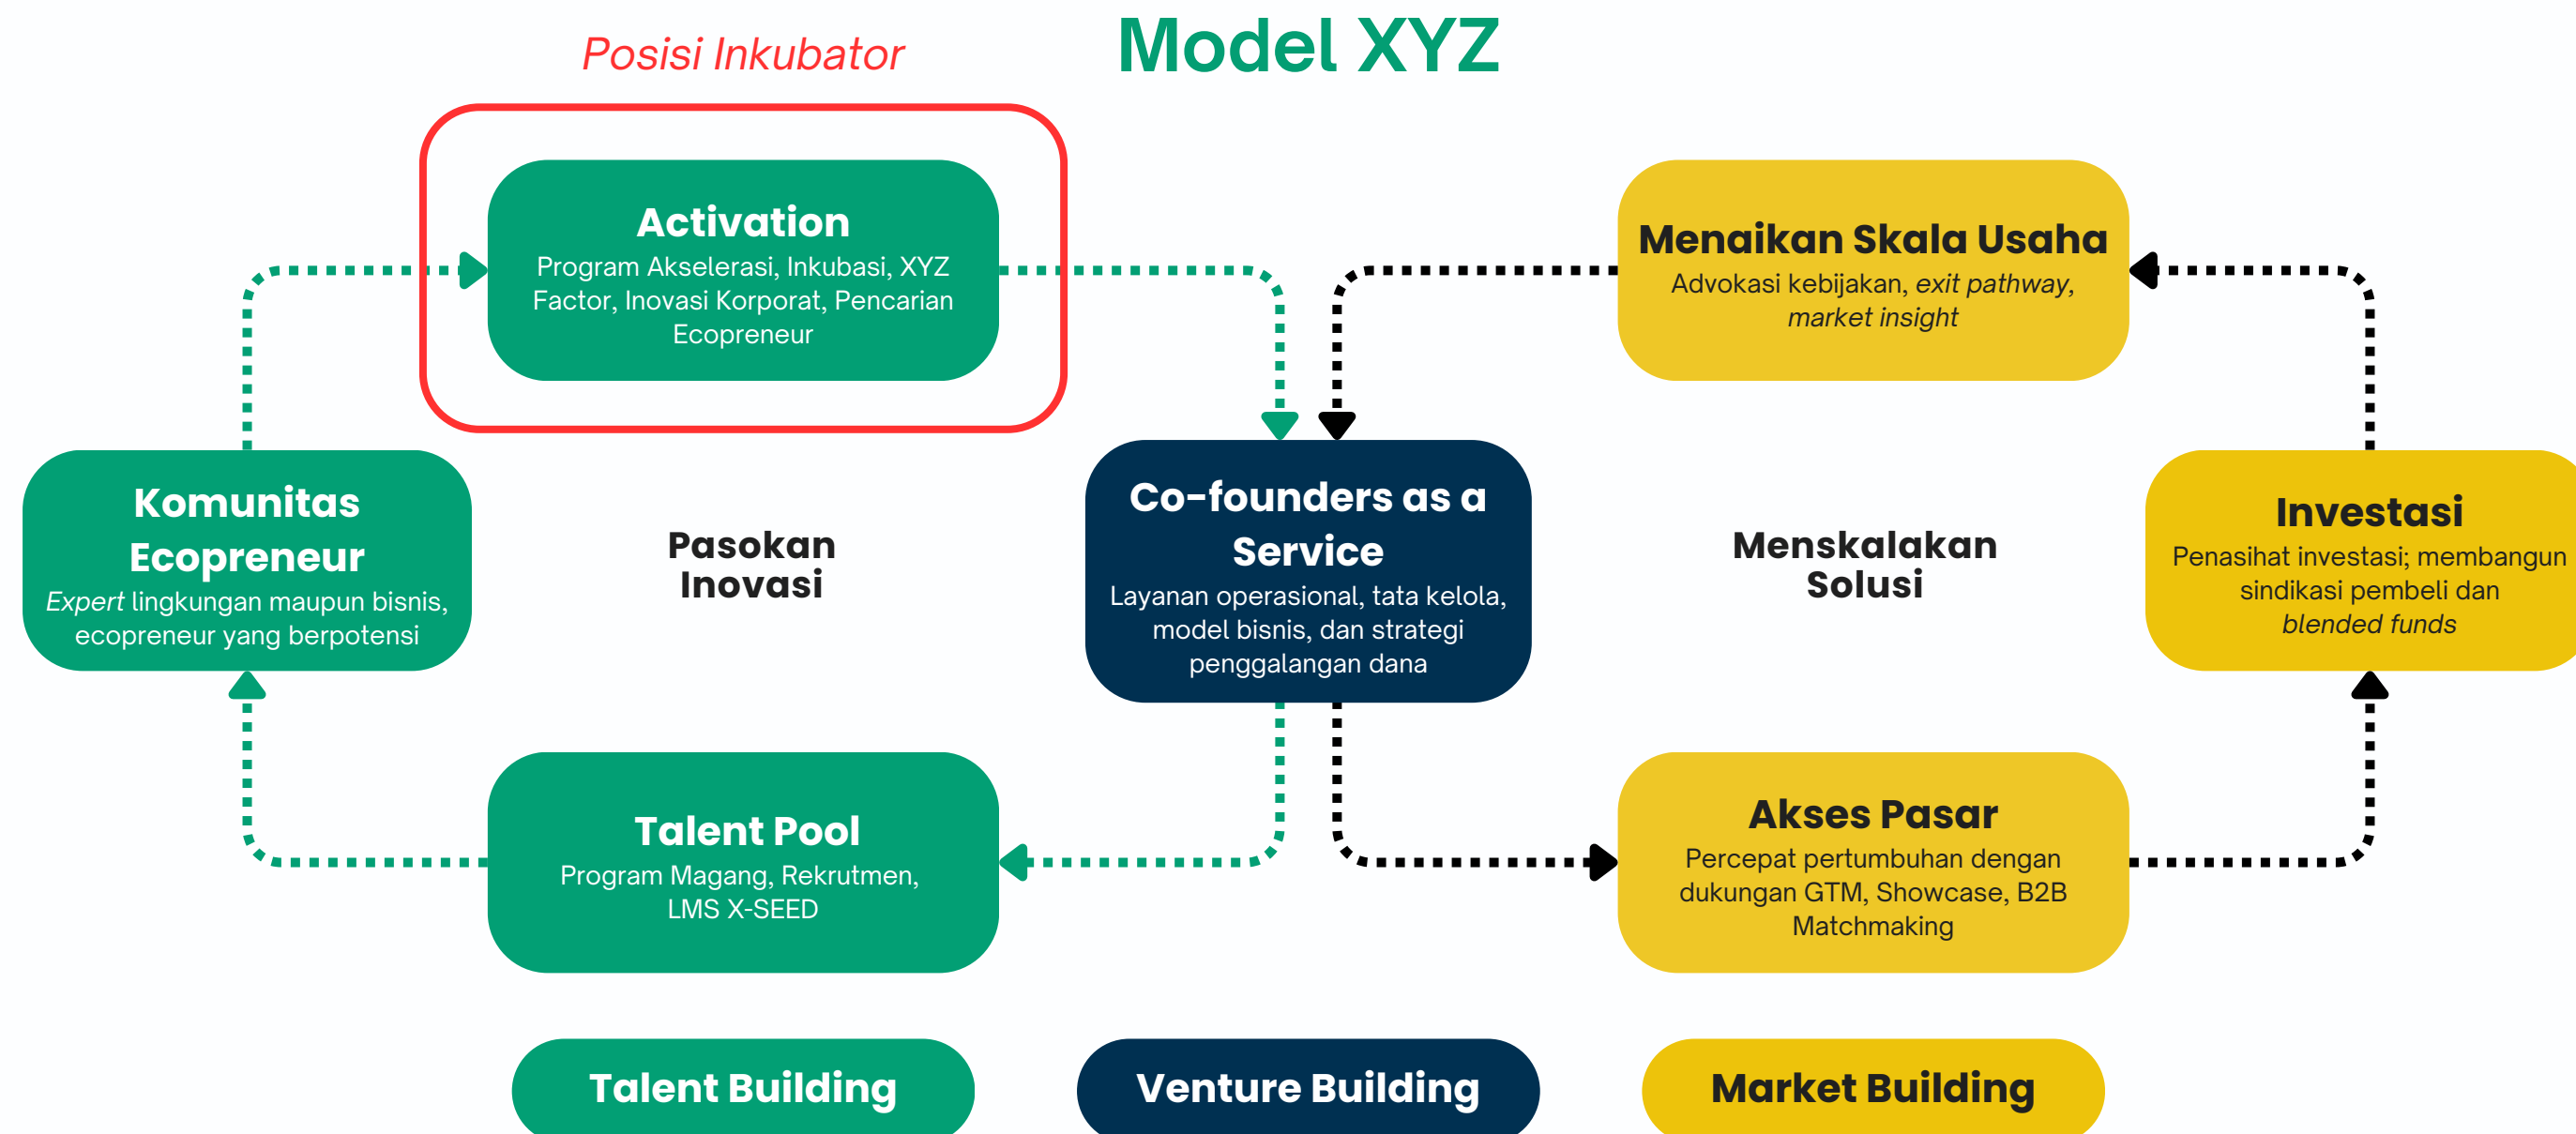 Model XYZ
Posisi Inkubator
Activation
Program Akselerasi, Inkubasi, XYZ
Factor, Inovasi Korporat, Pencarian
Ecopreneur
Menaikan Skala Usaha
Advokasi kebijakan, exit pathway,
market insight
Komunitas
Ecopreneur
Expert lingkungan maupun bisnis,
ecopreneur yang berpotensi
Pasokan
Inovasi
Co-founders as a
Service
Layanan operasional, tata kelola,
model bisnis, dan strategi
penggalangan dana
Menskalakan
Solusi
Investasi
Penasihat investasi; membangun
sindikasi pembeli dan
blended funds
Talent Pool
Program Magang, Rekrutmen,
LMS X-SEED
Akses Pasar
Percepat pertumbuhan dengan
dukungan GTM, Showcase, B2B
Matchmaking
Talent Building
Venture Building
Market Building